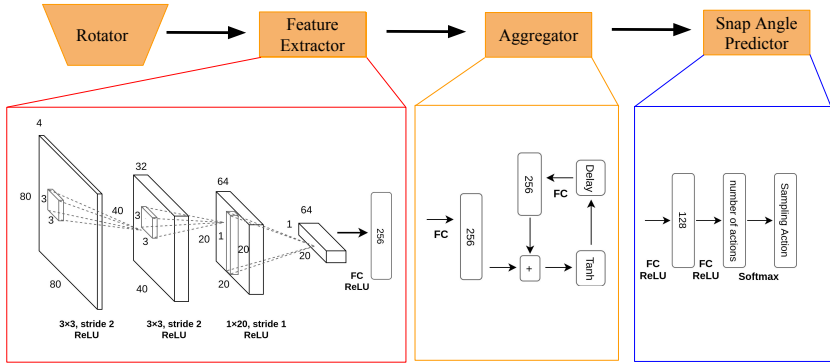 Rotator
Feature
Extractor
Aggregator
Snap Angle
Predictor
4
80
80
3
3
32
40
40
3
3
64
20
20
1
20
64
1
20
256
FC
ReLU
3×3, stride 2
ReLU
3×3, stride 2
ReLU
1×20, stride 1
ReLU
FC
256
256
FC
Delay
+
Tanh
FC
ReLU
128
FC
ReLU
number of actions
Softmax
Sampling Action